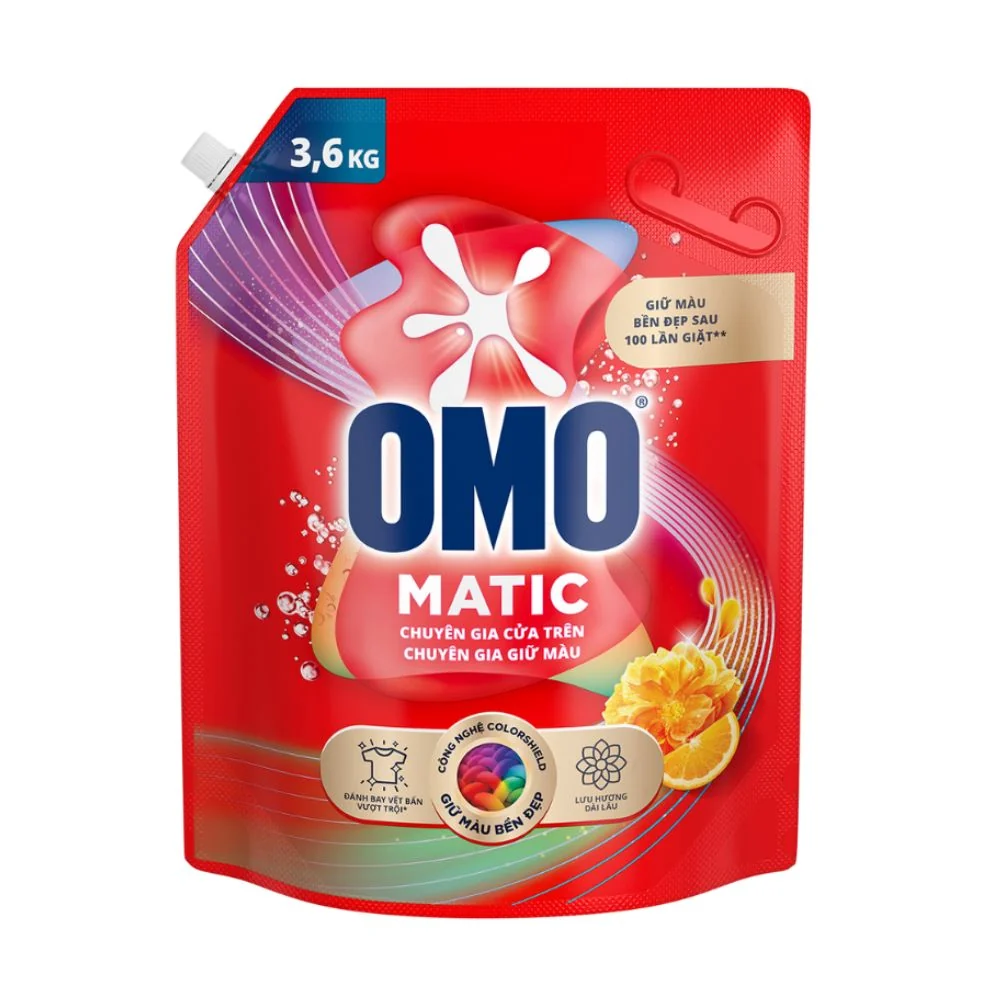 3,6 KG
GIỮ MÀU
BỀN ĐẸP SAU
100 LẦN GIẶT**
OMO®
MATIC
CHUYÊN GIA CỬA TRÊN
CHUYÊN GIA GIỮ MÀU
ĐÁNH BAY VẾT BẨN
VƯỢT TRỘI*
CÔNG NGHỆ COLORSHIELD
GIỮ MÀU BỀN ĐẸP
LƯU HƯƠNG
DÀI LÂU